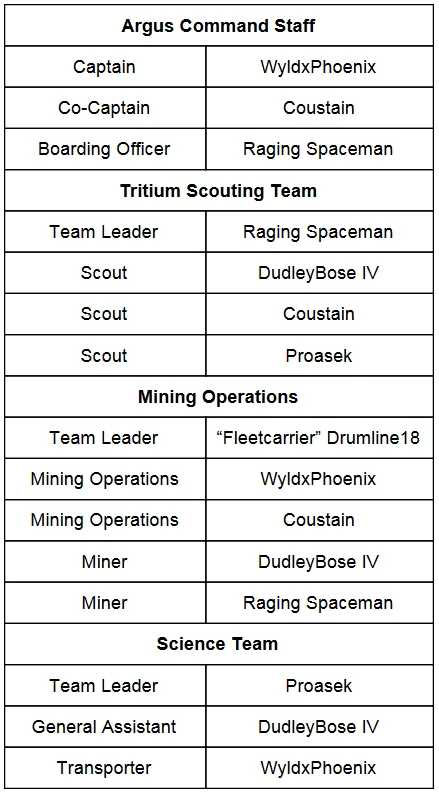 Argus Command Staff
Captain WyldxPhoenix
Co-Captain Coustain
Boarding Officer Raging Spaceman
Tritium Scouting Team
Team Leader Raging Spaceman
Scout DudleyBose IV
Scout Coustain
Scout Proasek
Mining Operations
Team Leader “Fleetcarrier” Drumline18
Mining Operations WyldxPhoenix
Mining Operations Coustain
Miner DudleyBose IV
Miner Raging Spaceman
Science Team
Team Leader Proasek
General Assistant DudleyBose IV
Transporter WyldxPhoenix